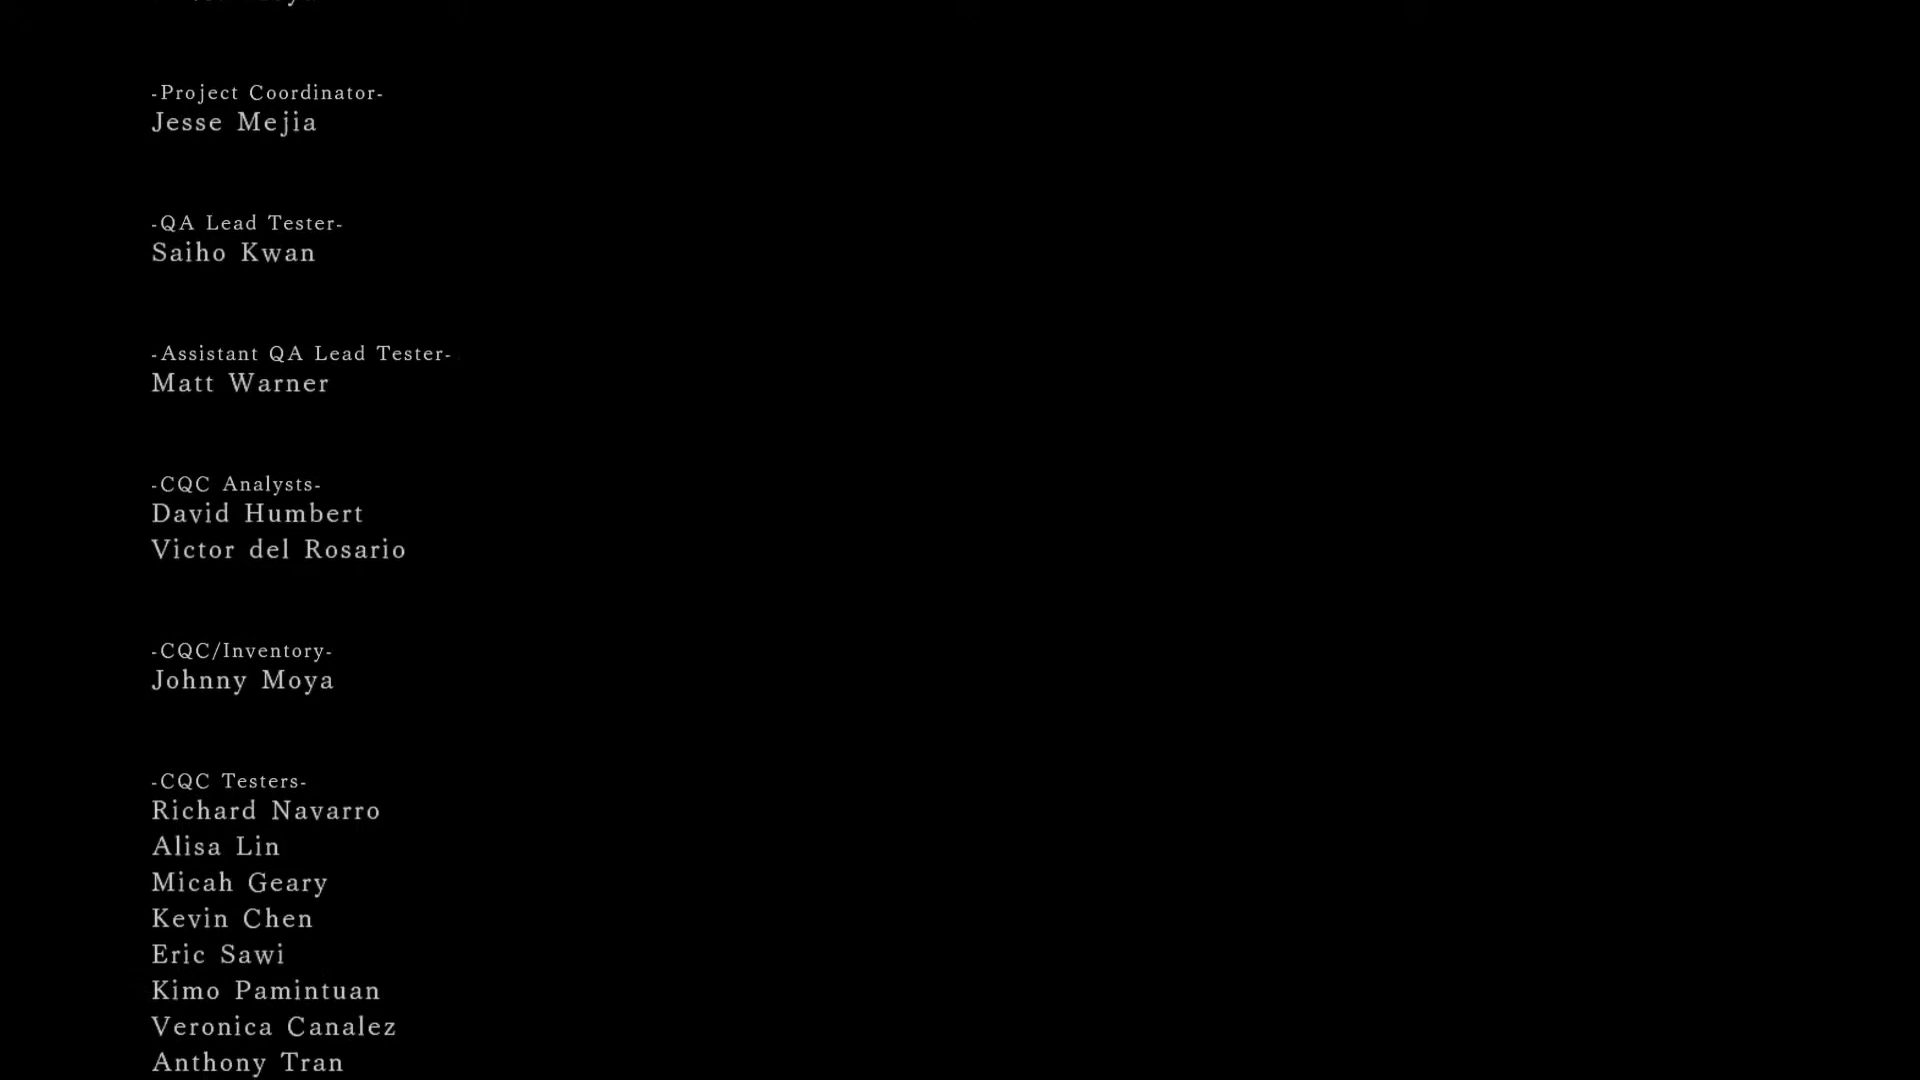 -Project Coordinator-
Jesse Mejia
-QA Lead Tester-
Saiho Kwan
-Assistant QA Lead Tester-
Matt Warner
-CQC Analysts-
David Humbert
Victor del Rosario
-CQC/Inventory-
Johnny Moya
-CQC Testers-
Richard Navarro
Alisa Lin
Micah Geary
Kevin Chen
Eric Sawi
Kimo Pamintuan
Veronica Canalez
Anthony Tran